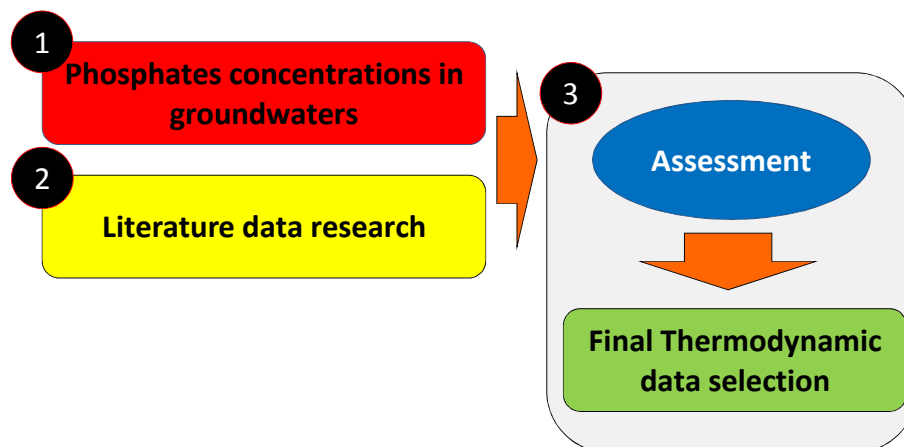 1
Phosphates concentrations in
groundwaters
2
Literature data research
3
Assessment
Final Thermodynamic
data selection